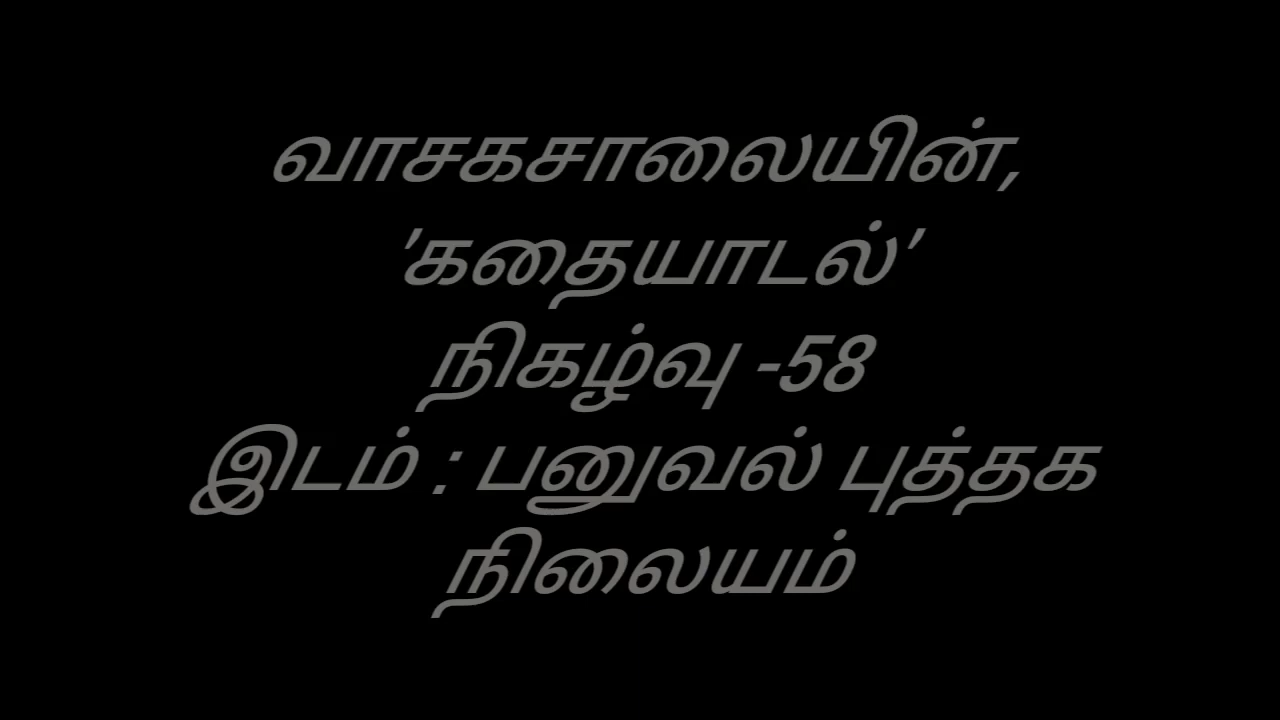 வாசகசாலையின்,
'கதையாடல்'
நிகழ்வு -58
இடம் : பனுவல் புத்தக
நிலையம்